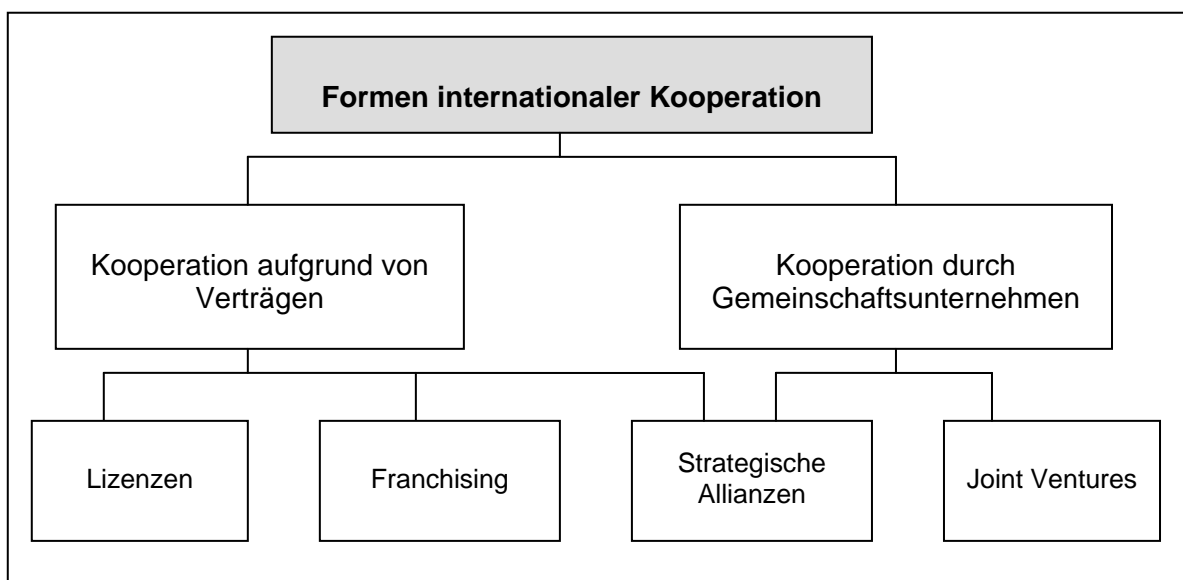 Formen internationaler Kooperation
Kooperation aufgrund von
Verträgen
Kooperation durch
Gemeinschaftsunternehmen
Lizenzen
Franchising
Strategische
Allianzen
Joint Ventures